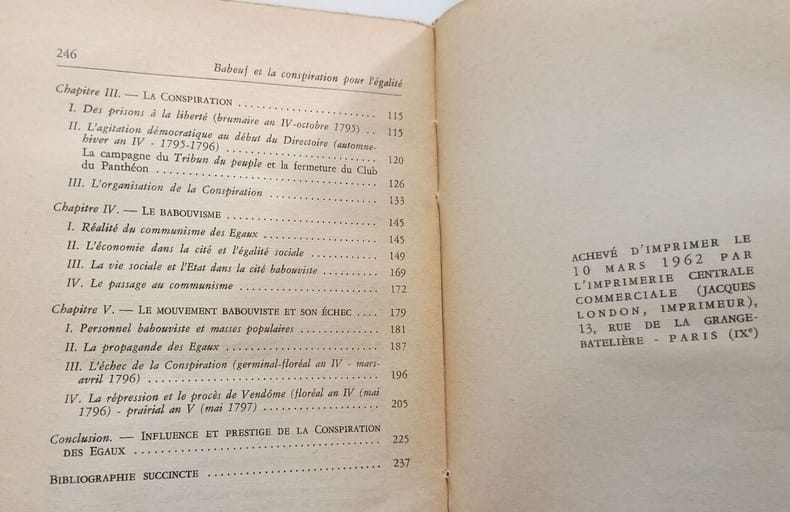 246
Babeuf et la conspiration pour l'égalité
Chapitre III. — LA CONSPIRATION .................... 115
I. Des prisons à la liberté (brumaire an IV-octobre 1795) .. 115
II. L'agitation démocratique au début du Directoire (automne-
hiver an IV - 1795-1796) .................... 120
La campagne du Tribun du peuple et la fermeture du Club
du Panthéon .................... 126
III. L'organisation de la Conspiration .................... 133
Chapitre IV. — LE BABOUVISME .................... 145
I. Réalité du communisme des Egaux .................... 145
II. L'économie dans la cité et l'égalité sociale .................... 149
III. La vie sociale et l'Etat dans la cité babouviste .................... 169
IV. Le passage au communisme .................... 172
Chapitre V. — LE MOUVEMENT BABOUVISTE ET SON ÉCHEC .... 179
I. Personnel babouviste et masses populaires .................... 181
II. La propagande des Egaux .................... 187
III. L'échec de la Conspiration (germinal-floréal an IV - mars-
avril 1796) .................... 196
IV. La répression et le procès de Vendôme (floréal an IV (mai
1796) - prairial an V (mai 1797) .................... 205
Conclusion. — INFLUENCE ET PRESTIGE DE LA CONSPIRATION
DES EGAUX .................... 225
BIBLIOGRAPHIE SUCCINCTE .................... 237
ACHEVÉ D'IMPRIMER LE
10 MARS 1962 PAR
L'IMPRIMERIE CENTRALE
COMMERCIALE (JACQUES
LONDON, IMPRIMEUR),
13, RUE DE LA GRANGE-
BATELIÈRE - PARIS (IXe)